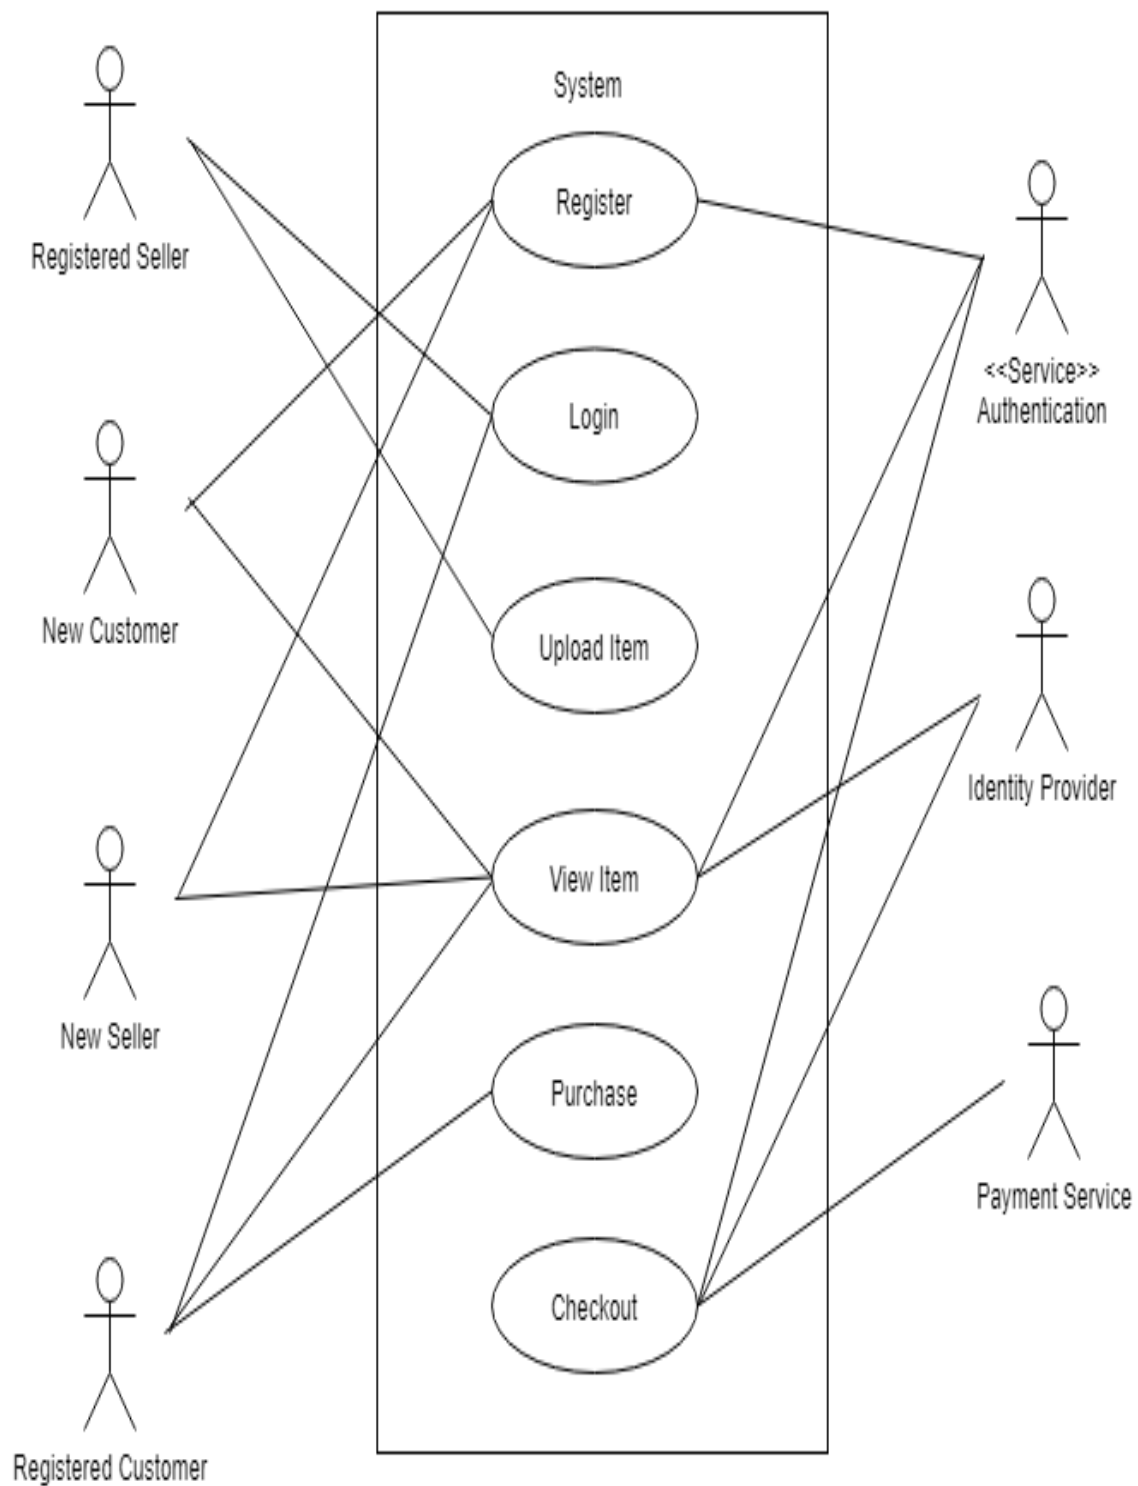 System
Register
Login
Upload Item
View Item
Purchase
Checkout
Registered Seller
New Customer
New Seller
Registered Customer
<<Service>>
Authentication
Identity Provider
Payment Service